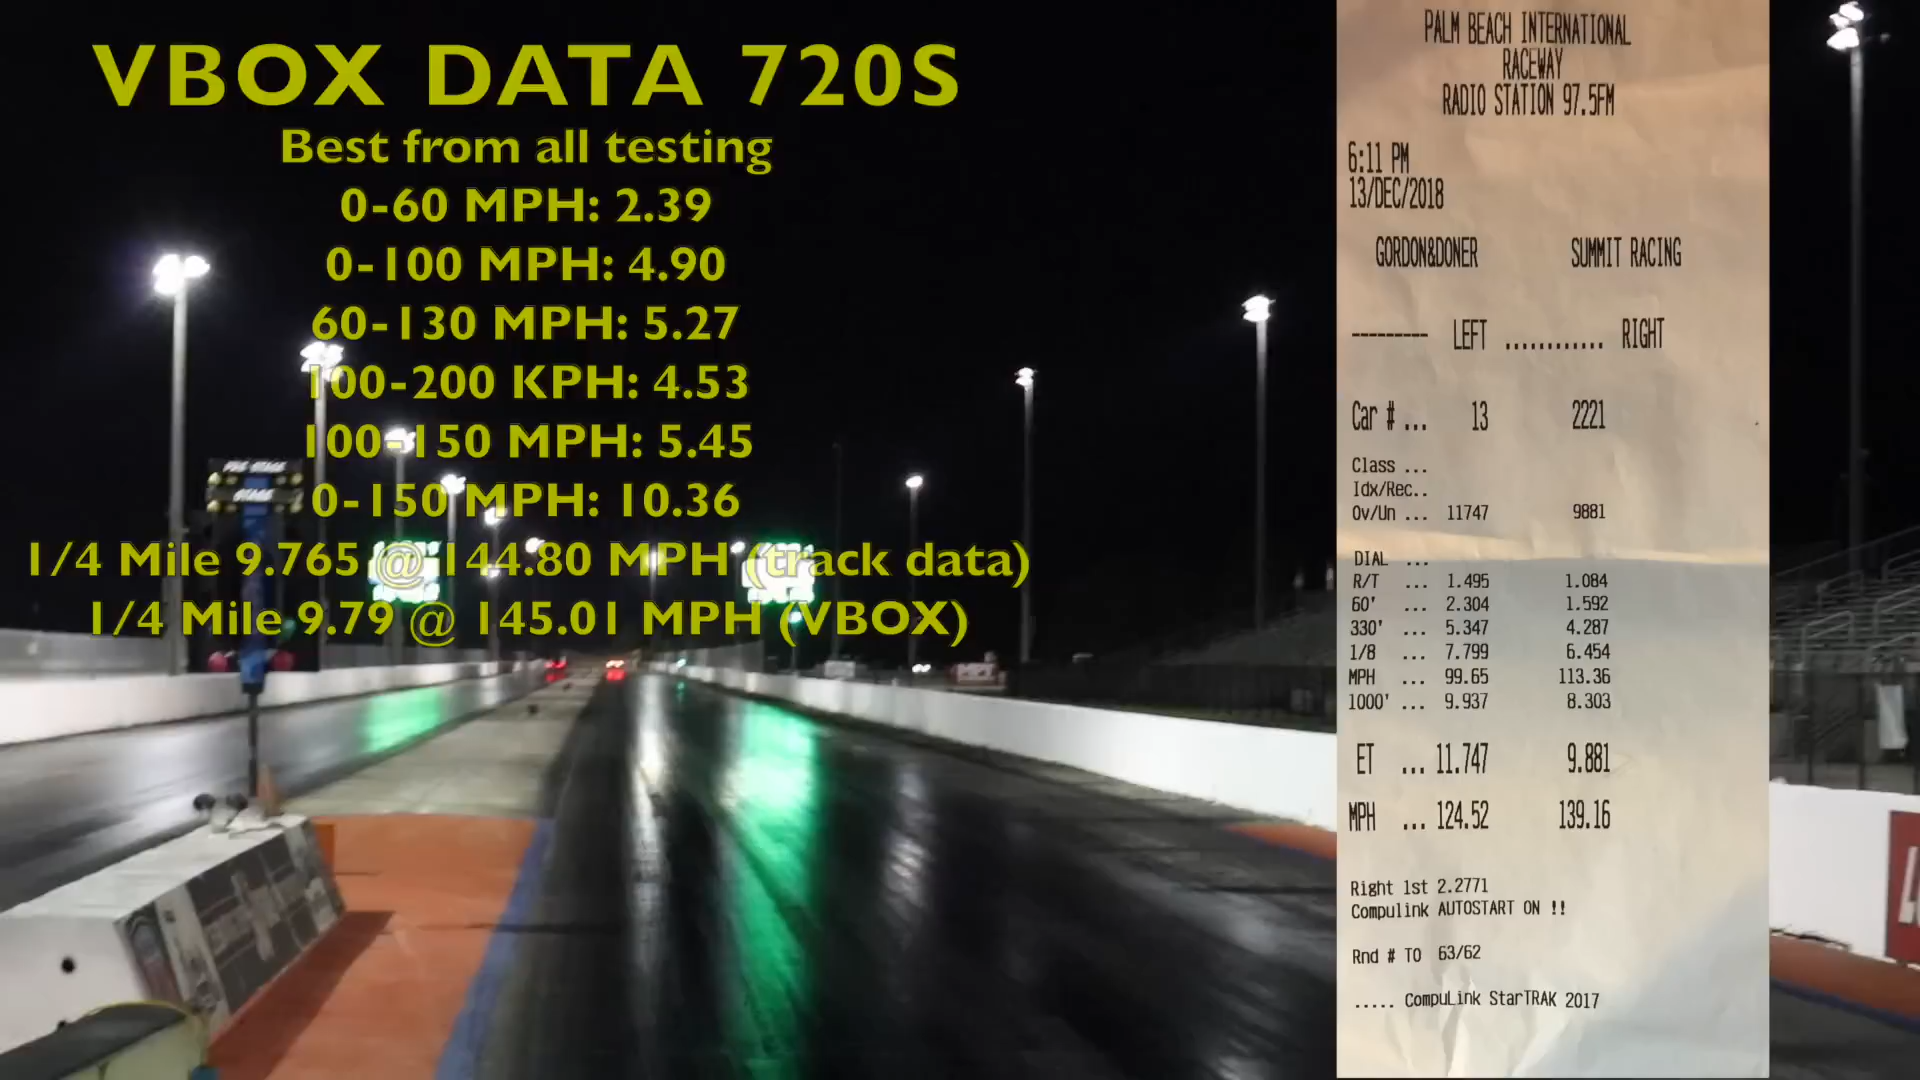 VBOX DATA 720S
Best from all testing
0-60 MPH: 2.39
0-100 MPH: 4.90
60-130 MPH: 5.27
100-200 KPH: 4.53
100-150 MPH: 5.45
0-150 MPH: 10.36
1/4 Mile 9.765 @ 144.80 MPH (track data)
1/4 Mile 9.79 @ 145.01 MPH (VBOX)
PRE STAGE
STAGE
PALM BEACH INTERNATIONAL
RACEWAY
RADIO STATION 97.5FM
6:11 PM
13/DEC/2018
GORDON&DONER SUMMIT RACING
--------- LEFT ............ RIGHT
Car # ... 13 2221
Class ...
Idx/Rec..
Ov/Un ... 11747 9881
DIAL ...
R/T ... 1.495 1.084
60' ... 2.304 1.592
330' ... 5.347 4.287
1/8 ... 7.799 6.454
MPH ... 99.65 113.36
1000' ... 9.937 8.303
ET ... 11.747 9.881
MPH ... 124.52 139.16
Right 1st 2.2771
Compulink AUTOSTART ON !!
Rnd # TO 63/62
..... CompuLink StarTRAK 2017